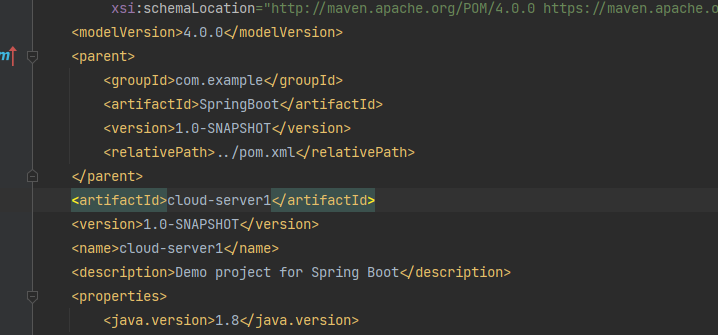 xsi:schemaLocation="http://maven.apache.org/POM/4.0.0 https://maven.apache.o
<modelVersion>4.0.0</modelVersion>
<parent>
<groupId>com.example</groupId>
<artifactId>SpringBoot</artifactId>
<version>1.0-SNAPSHOT</version>
<relativePath>../pom.xml</relativePath>
</parent>
<artifactId>cloud-server1</artifactId>
<version>1.0-SNAPSHOT</version>
<name>cloud-server1</name>
<description>Demo project for Spring Boot</description>
<properties>
<java.version>1.8</java.version>